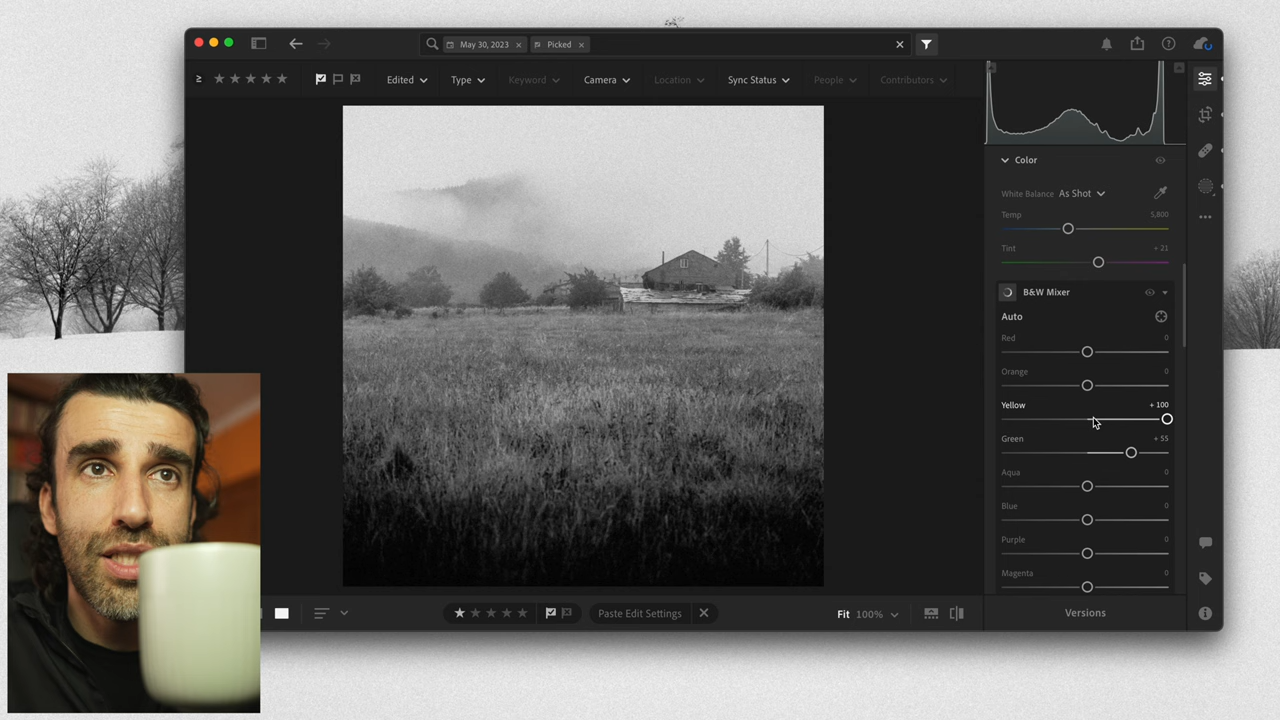 May 30, 2023 × Picked ×
≥ Edited Type Keyword Camera Location Sync Status People Contributors
Color
White Balance As Shot
Temp 5,800
Tint + 21
B&W Mixer
Auto
Red 0
Orange 0
Yellow + 100
Green + 55
Aqua 0
Blue 0
Purple 0
Magenta 0
Paste Edit Settings
Fit 100%
Versions